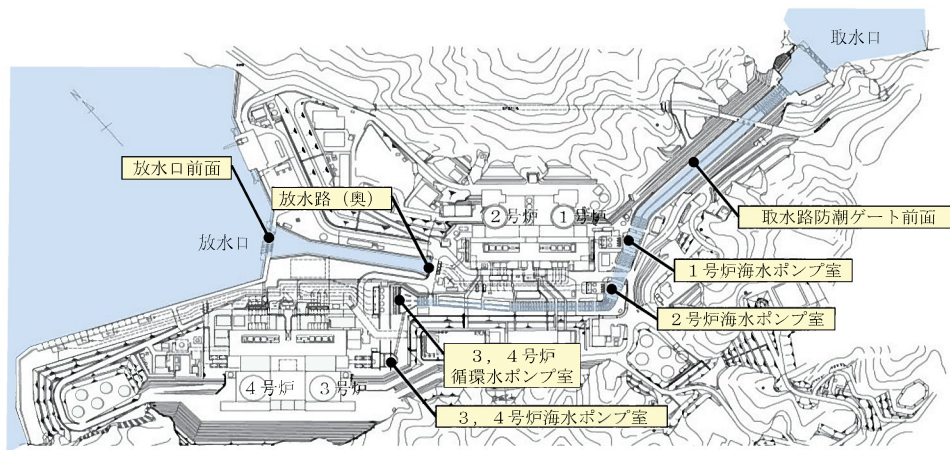 取水口
放水口前面
放水路（奥）
放水口
２号炉
１号炉
取水路防潮ゲート前面
１号炉海水ポンプ室
２号炉海水ポンプ室
３，４号炉
循環水ポンプ室
４号炉
３号炉
３，４号炉海水ポンプ室
N